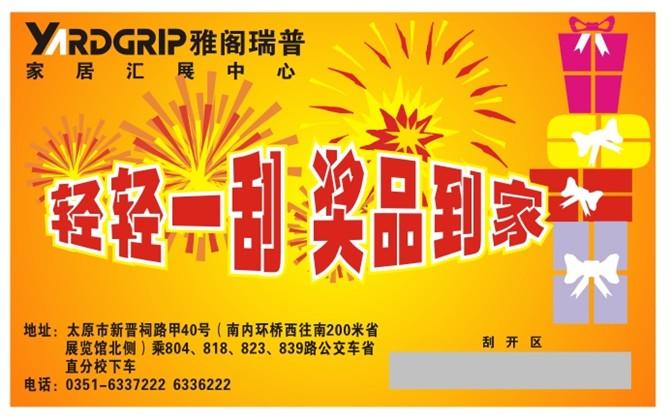 YARDGRIP雅阁瑞普
家居汇展中心
轻轻一刮 奖品到家
地址：太原市新晋祠路甲40号（南内环桥西往南200米省
展览馆北侧）乘804、818、823、839路公交车省
直分校下车
电话：0351-6337222 6336222
刮开区